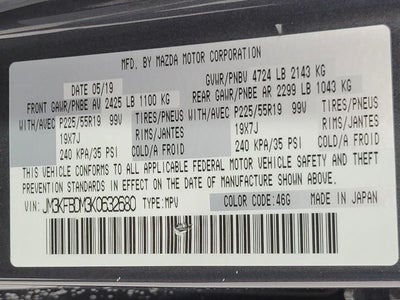 MFD. BY MAZDA MOTOR CORPORATION
DATE 05/19
GVWR/PNBV 4724 LB 2143 KG
FRONT GAWR/PNBE AV 2425 LB 1100 KG
REAR GAWR/PNBE AR 2299 LB 1043 KG
WITH/AVEC P225/55R19 99V TIRES/PNEUS
19X7J RIMS/JANTES
240 KPA/35 PSI COLD/A FROID
WITH/AVEC P225/55R19 99V TIRES/PNEUS
19X7J RIMS/JANTES
240 KPA/35 PSI COLD/A FROID
THIS VEHICLE CONFORMS TO ALL APPLICABLE FEDERAL MOTOR VEHICLE SAFETY AND THEFT
PREVENTION STANDARDS IN EFFECT ON THE DATE OF MANUFACTURE SHOWN ABOVE.
VIN: JM3KFBDM3K0632680 TYPE:MPV COLOR CODE:46G MADE IN JAPAN